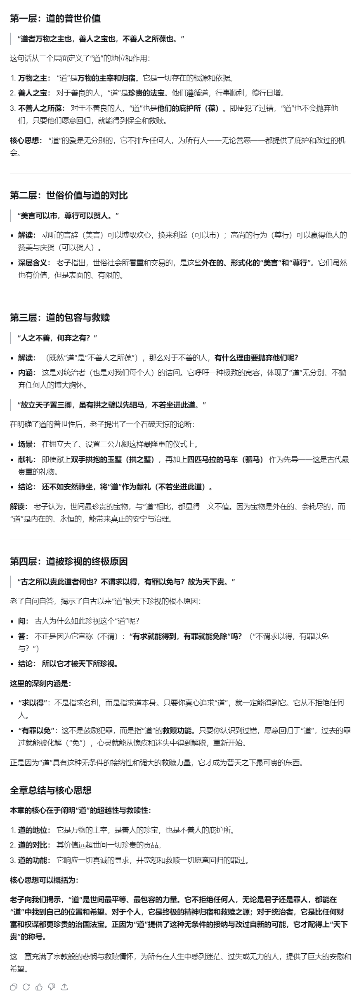 第一层：道的普世价值
“道者万物之主也，善人之宝也，不善人之所葆也。”
这句话从三个层面定义了“道”的地位和作用：
1. 万物之主： “道”是万物的主宰和归宿。它是一切存在的根源和依据。
2. 善人之宝： 对于善良的人，“道”是珍贵的法宝。他们遵循道，行事顺利，德行日增。
3. 不善人之所葆： 对于不善良的人，“道”也是他们的庇护所（葆）。即使犯了过错，“道”也不会抛弃他
们，只要他们愿意回归，就能得到保全和救赎。
核心思想： “道”的爱是无分别的，它不排斥任何人，为所有人——无论善恶——都提供了庇护和改过的机
会。
第二层：世俗价值与道的对比
“美言可以市，尊行可以贺人。”
• 解读： 动听的言辞（美言）可以博取欢心，换来利益（可以市）；高尚的行为（尊行）可以赢得他人的
赞美与庆贺（可以贺人）。
• 深层含义： 老子指出，世俗社会所看重和交易的，是这些外在的、形式化的“美言”和“尊行”。它们虽然
也有价值，但是表面的、有限的。
第三层：道的包容与救赎
“人之不善，何弃之有？”
• 解读： （既然“道”是“不善人之所葆”），那么对于不善的人，有什么理由要抛弃他们呢？
• 内涵： 这是对统治者（也是对我们每个人）的诘问。它呼吁一种极致的宽容，体现了“道”无分别、不抛
弃任何人的博大胸怀。
“故立天子置三卿，虽有拱之璧以先驷马，不若坐进此道。”
在明确了道的普世性后，老子提出了一个石破天惊的论断：
• 场景： 在拥立天子、设置三公九卿这样最隆重的仪式上。
• 献礼： 即使献上双手拱抱的玉璧（拱之璧），再加上四匹马拉的马车（驷马） 作为先导——这是古代最
贵重的礼物。
• 结论： 还不如安然静坐，将“道”作为献礼（不若坐进此道）。
解读： 老子认为，世间最珍贵的宝物，与“道”相比，都显得一文不值。因为宝物是外在的、会耗尽的，而
“道”是内在的、永恒的，能带来真正的安宁与治理。
第四层：道被珍视的终极原因
“古之所以贵此道者何也？不谓求以得，有罪以免与？故为天下贵。”
老子自问自答，揭示了自古以来“道”被天下珍视的根本原因：
• 问： 古人为什么如此珍视这个“道”呢？
• 答： 不正是因为它宣称（不谓）：“有求就能得到，有罪就能免除”吗？（“不谓求以得，有罪以免
与？”）
• 结论： 所以它才被天下所珍视。
这里的深刻内涵是：
• “求以得”：不是指求名利，而是指求道本身。只要你真心追求“道”，就一定能得到它。它从不拒绝任何
人。
• “有罪以免”：这不是鼓励犯罪，而是指“道”的救赎功能。只要你认识到过错，愿意回归于“道”，过去的罪
过就能被化解（“免”），心灵就能从愧疚和迷失中得到解脱，重新开始。
正是因为“道”具有这种无条件的接纳性和强大的救赎力量，它才成为普天之下最可贵的东西。
全章总结与核心思想
本章的核心在于阐明“道”的超越性与救赎性：
1. 道的地位： 它是万物的主宰，是善人的珍宝，也是不善人的庇护所。
2. 道的对比： 其价值远超世间一切珍贵的贡品。
3. 道的功能： 它响应一切真诚的寻求，并宽恕和救赎一切愿意回归的罪过。
核心思想可以概括为：
老子向我们揭示，“道”是世间最平等、最包容的力量。它不拒绝任何人，无论是君子还是罪人，都能在
“道”中找到自己的位置和希望。对于个人，它是终极的精神归宿和救赎之源；对于统治者，它是比任何财
富和权谋都更珍贵的治国法宝。正因为“道”提供了这种无条件的接纳与改过自新的可能，它才配得上“天下
贵”的称号。
这一章充满了宗教般的悲悯与救赎情怀，为所有在人生中感到迷茫、过失或无力的人，提供了巨大的安慰和
希望。